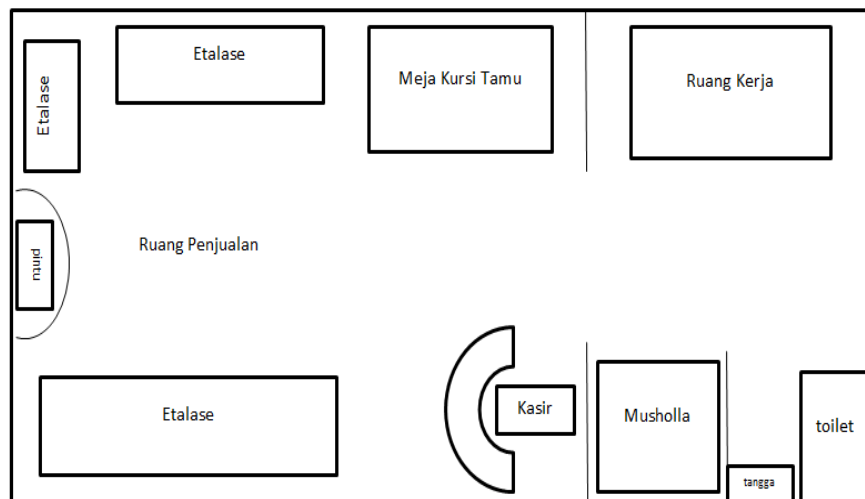 Etalase
Etalase
Meja Kursi Tamu
Ruang Kerja
pintu
Ruang Penjualan
Etalase
Kasir
Musholla
toilet
tangga